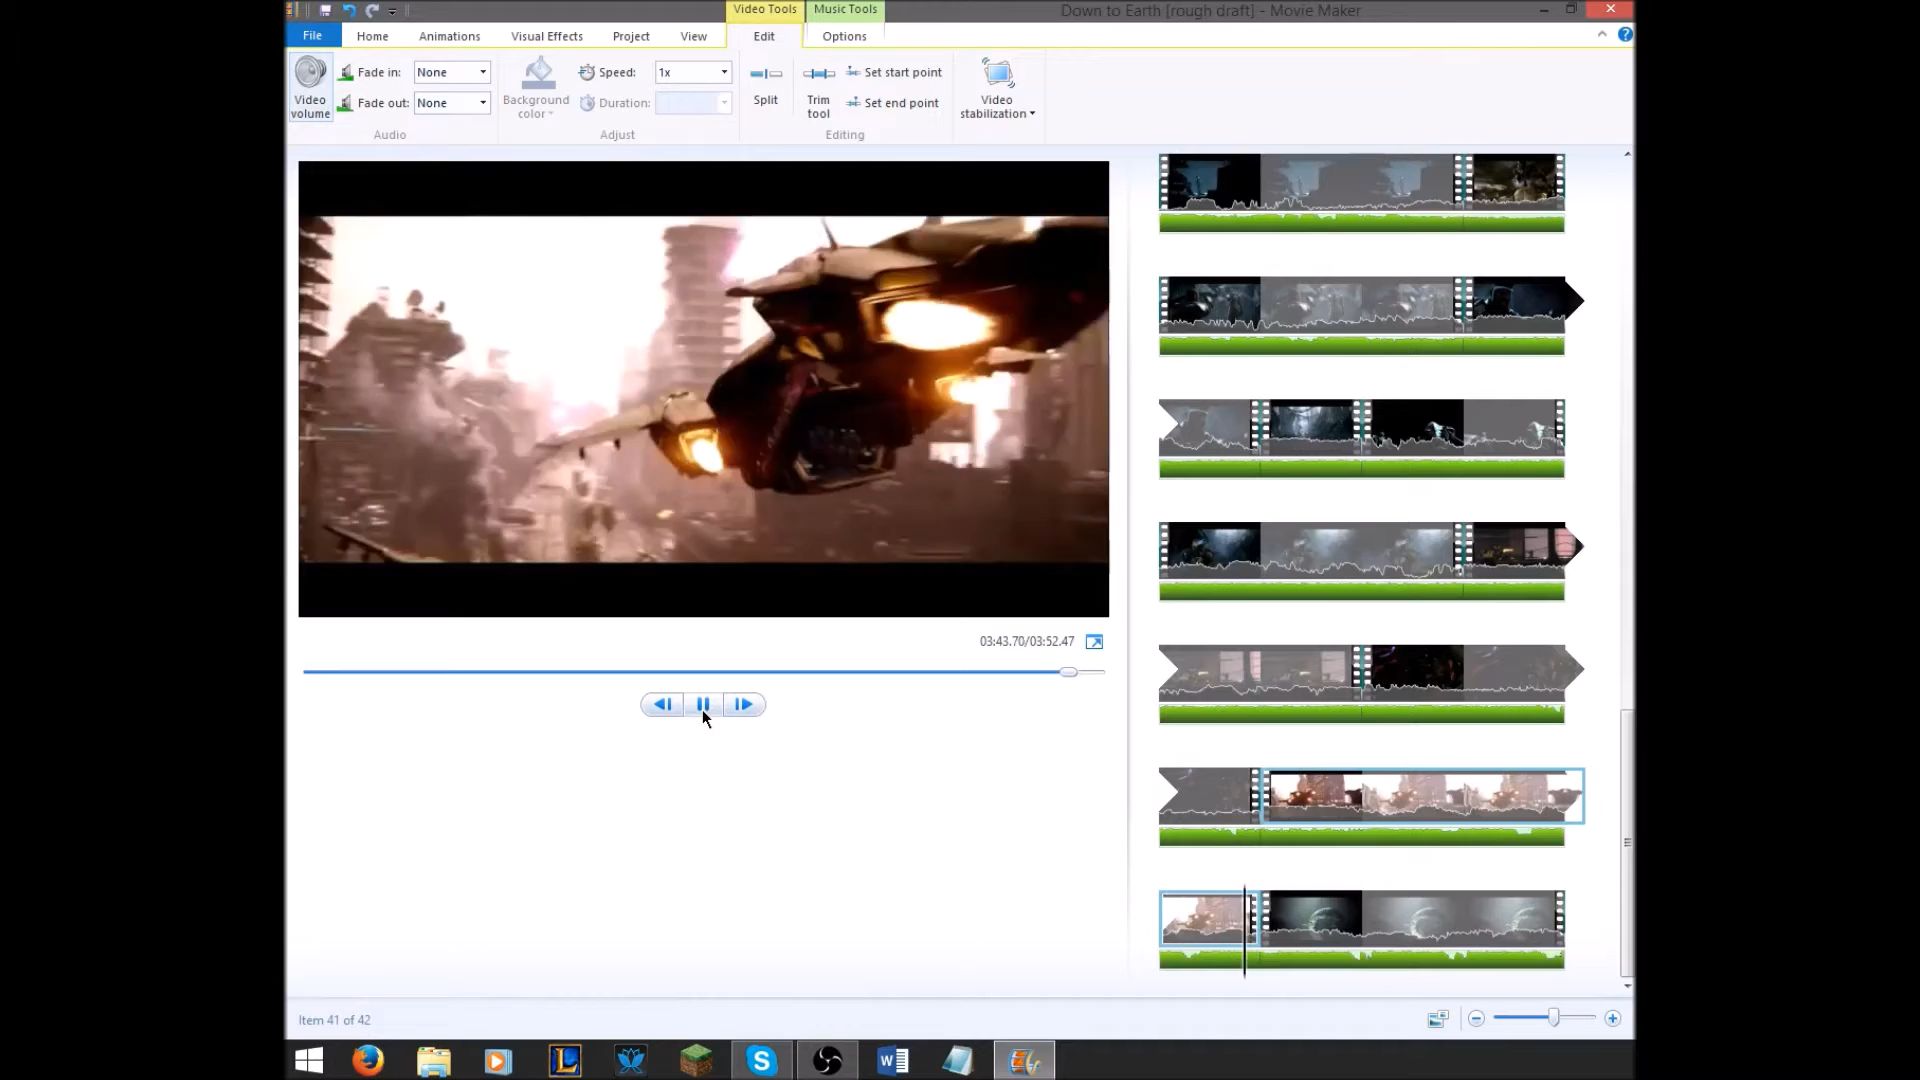 Video Tools Music Tools Down to Earth [rough draft] - Movie Maker
File Home Animations Visual Effects Project View Edit Options
Video volume
Fade in: None
Fade out: None
Audio
Background color
Speed: 1x
Duration:
Adjust
Split
Trim tool
Set start point
Set end point
Editing
Video stabilization
03:43.70/03:52.47
Item 41 of 42